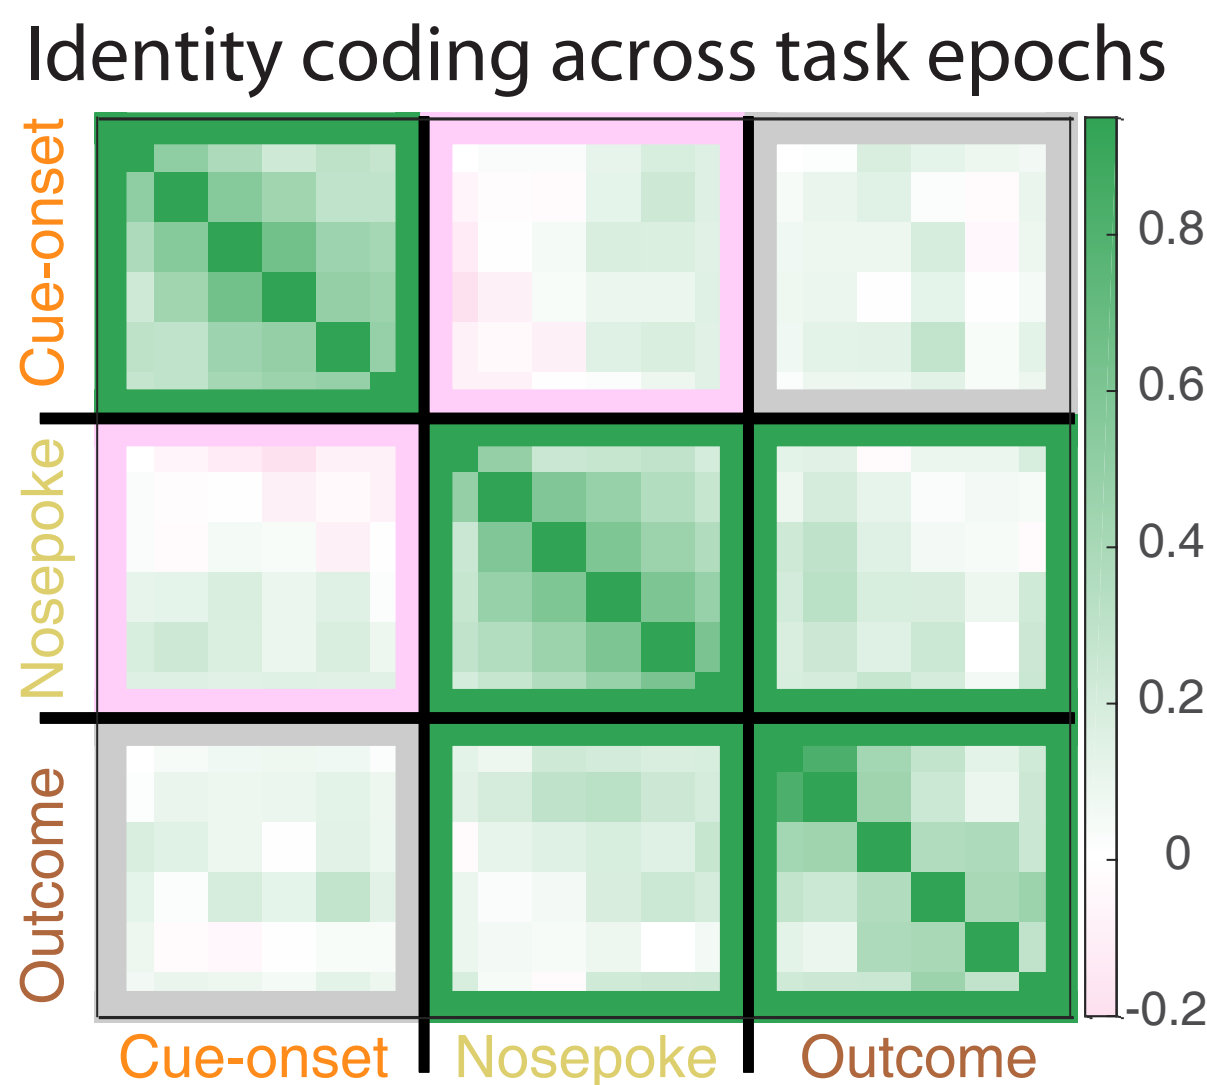 Identity coding across task epochs
Cue-onset
Nosepoke
Outcome
0.8
0.6
0.4
0.2
0
-0.2
Cue-onset
Nosepoke
Outcome